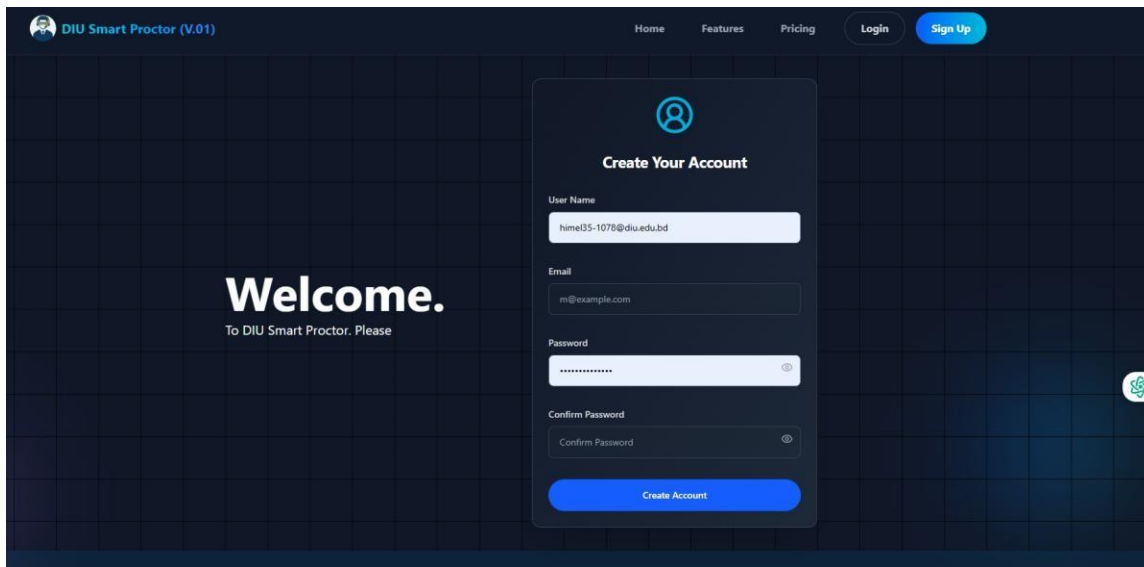 DIU Smart Proctor (V.01)
Home Features Pricing Login Sign Up
Create Your Account
User Name
himel35-1078@diu.edu.bd
Email
m@example.com
Welcome.
To DIU Smart Proctor. Please
Password
••••••••••••••
Confirm Password
Confirm Password
Create Account